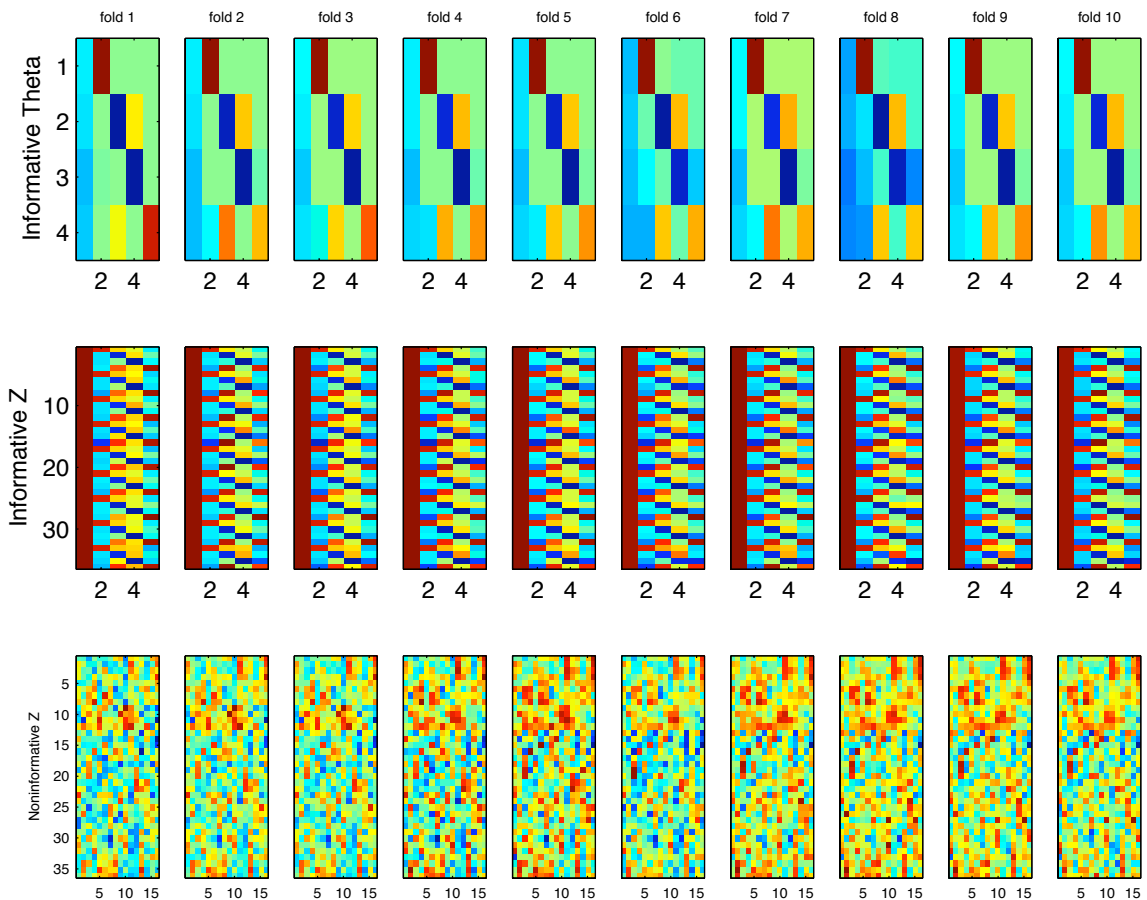 fold 1 fold 2 fold 3 fold 4 fold 5 fold 6 fold 7 fold 8 fold 9 fold 10
Informative Theta
1
2
3
4
2 4 2 4 2 4 2 4 2 4 2 4 2 4 2 4 2 4 2 4
Informative Z
10
20
30
2 4 2 4 2 4 2 4 2 4 2 4 2 4 2 4 2 4 2 4
Noninformative Z
5
10
15
20
25
30
35
5 10 15 5 10 15 5 10 15 5 10 15 5 10 15 5 10 15 5 10 15 5 10 15 5 10 15 5 10 15